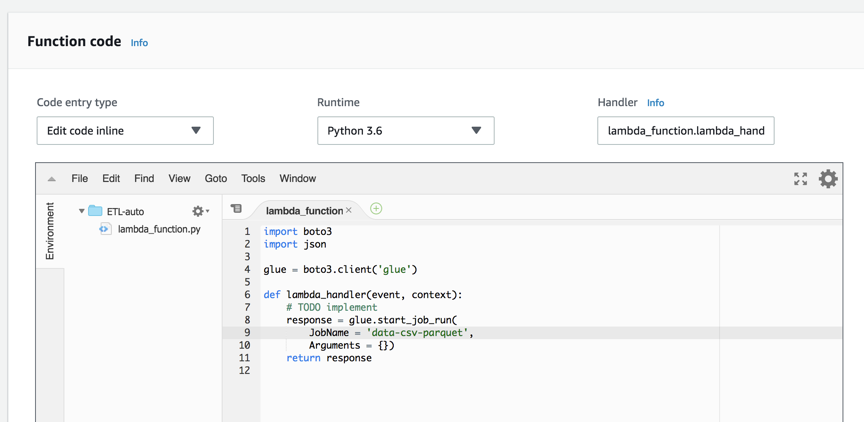 Function code Info
Code entry type
Runtime
Handler Info
Edit code inline
Python 3.6
lambda_function.lambda_hand
File Edit Find View Goto Tools Window
Environment
ETL-auto
lambda_function.py
lambda_function
1 import boto3
2 import json
3
4 glue = boto3.client('glue')
5
6 def lambda_handler(event, context):
7     # TODO implement
8     response = glue.start_job_run(
9         JobName = 'data-csv-parquet',
10         Arguments = {})
11     return response
12